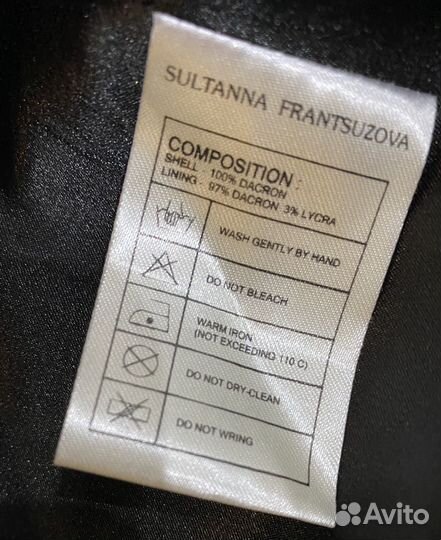 SULTANNA FRANTSUZOVA
COMPOSITION :
SHELL : 100% DACRON
LINING : 97% DACRON 3% LYCRA
WASH GENTLY BY HAND
DO NOT BLEACH
WARM IRON
(NOT EXCEEDING 110 C)
DO NOT DRY-CLEAN
DO NOT WRING
Avito